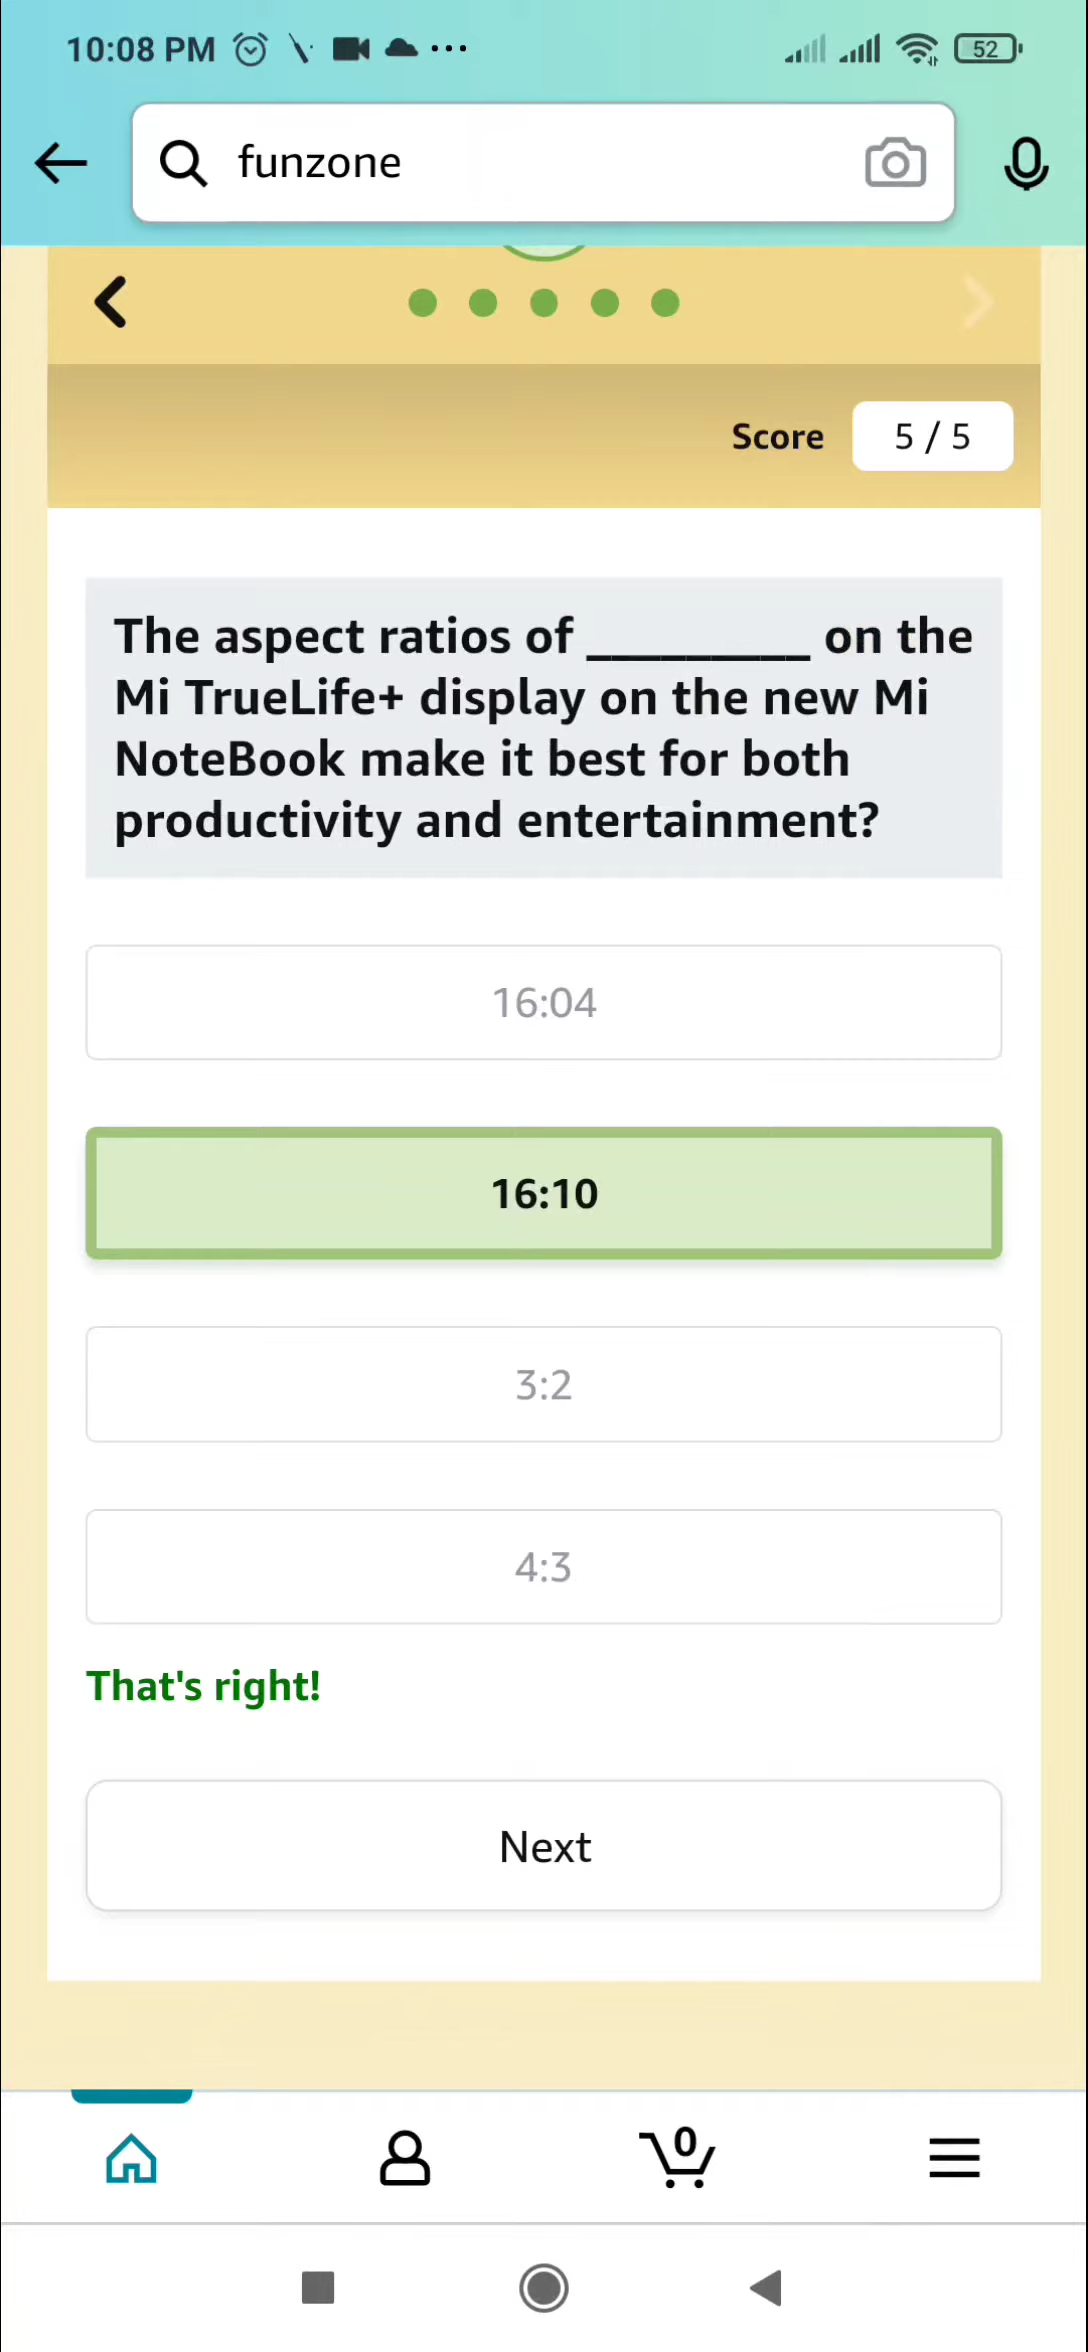 10:08 PM
52
funzone
Score
5 / 5
The aspect ratios of _________ on the
Mi TrueLife+ display on the new Mi
NoteBook make it best for both
productivity and entertainment?
16:04
16:10
3:2
4:3
That's right!
Next
0